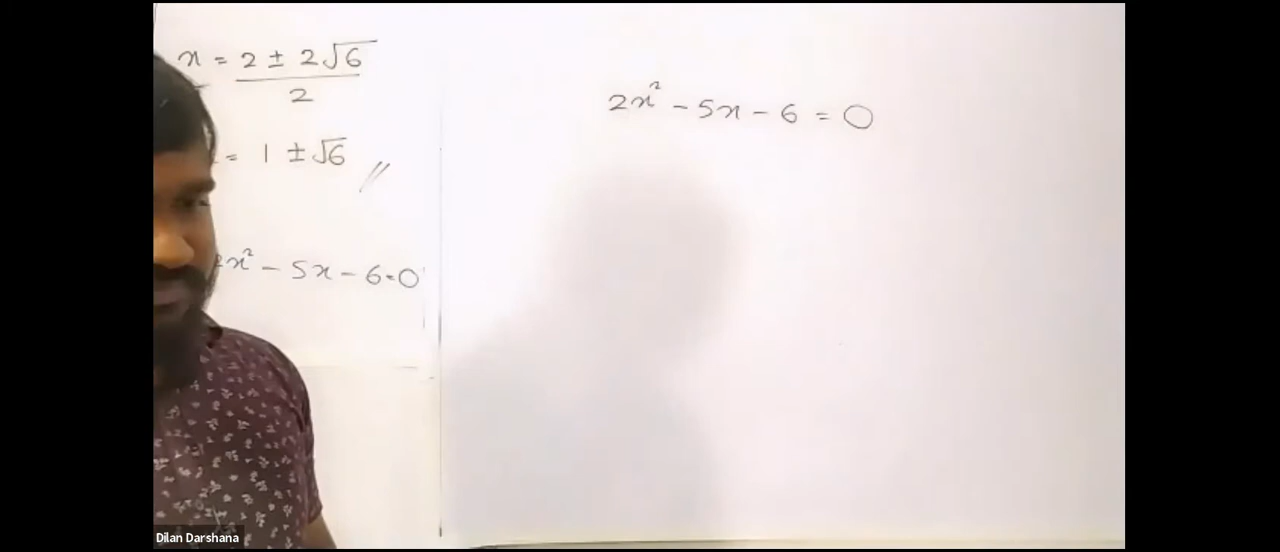 x = 2 ± 2√6
2
= 1 ± √6 //
x² - 5x - 6 = 0
2x² - 5x - 6 = 0
Dilan Darshana